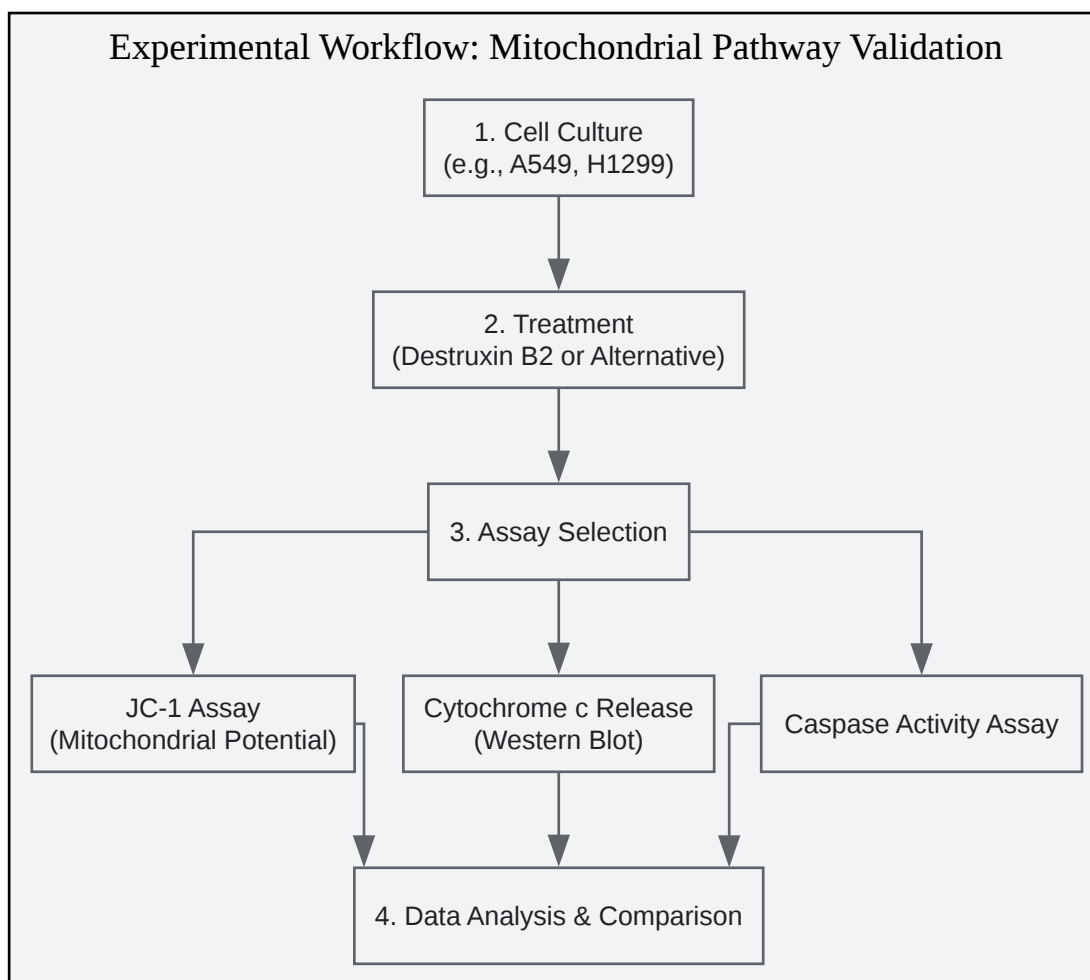 Experimental Workflow: Mitochondrial Pathway Validation
1. Cell Culture
(e.g., A549, H1299)
2. Treatment
(Destruxin B2 or Alternative)
3. Assay Selection
JC-1 Assay
(Mitochondrial Potential)
Cytochrome c Release
(Western Blot)
Caspase Activity Assay
4. Data Analysis & Comparison